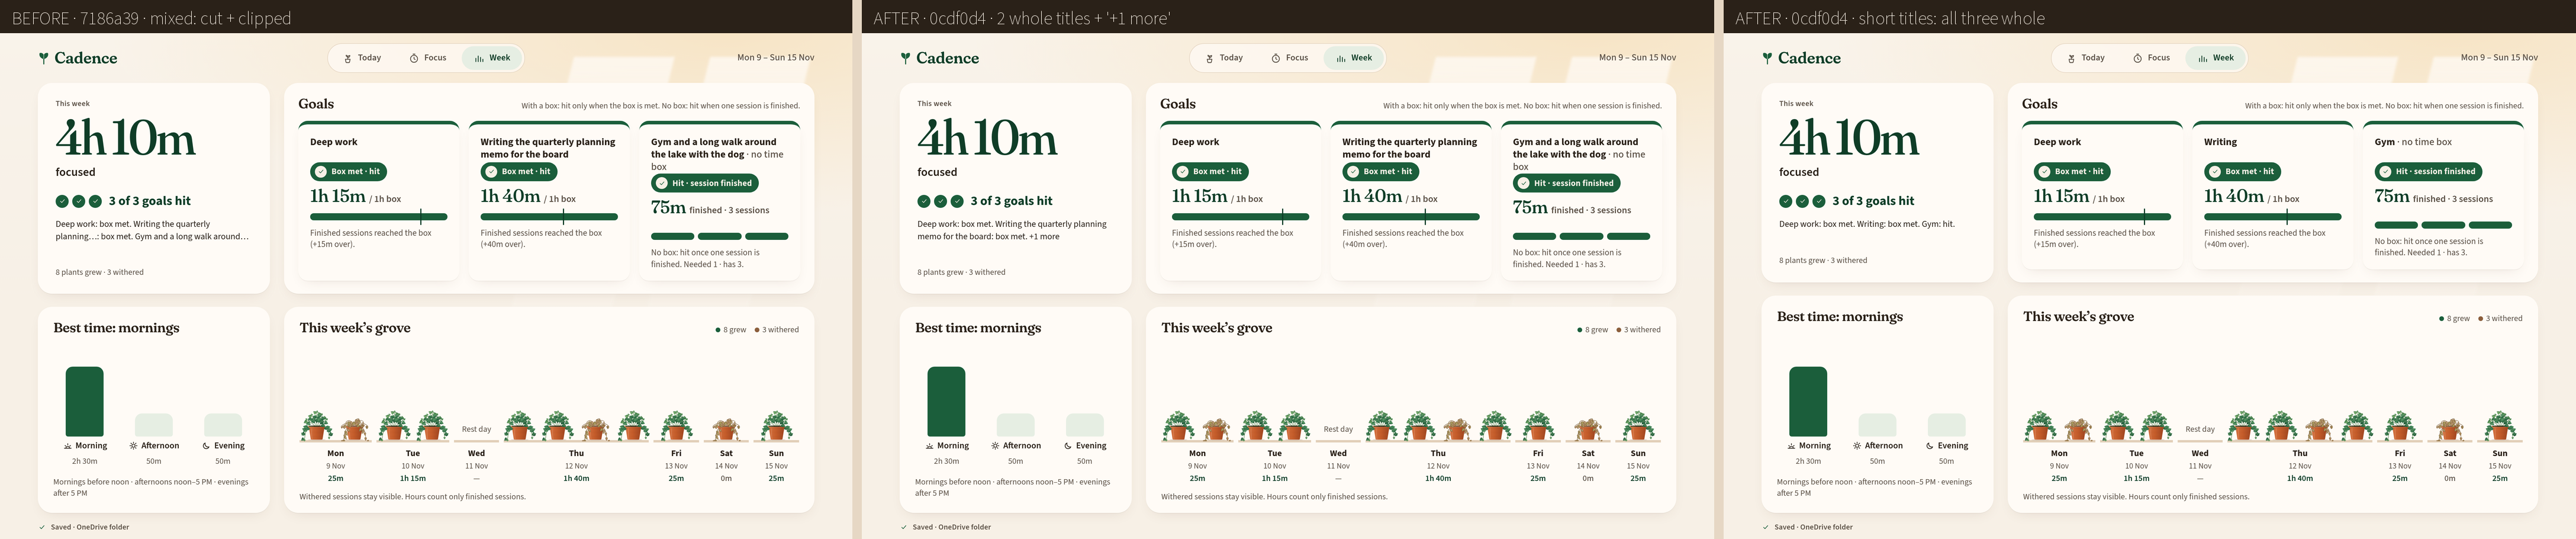 BEFORE · 7186a39 · mixed: cut + clipped
Cadence
Today
Focus
Week
Mon 9 – Sun 15 Nov
This week
4h 10m
focused
3 of 3 goals hit
Deep work: box met. Writing the quarterly
planning…: box met. Gym and a long walk around…
8 plants grew · 3 withered
Goals
With a box: hit only when the box is met. No box: hit when one session is finished.
Deep work
Box met · hit
1h 15m / 1h box
Finished sessions reached the box
(+15m over).
Writing the quarterly planning
memo for the board
Box met · hit
1h 40m / 1h box
Finished sessions reached the box
(+40m over).
Gym and a long walk around
the lake with the dog · no time
box
Hit · session finished
75m finished · 3 sessions
No box: hit once one session is
finished. Needed 1 · has 3.
Best time: mornings
Morning
2h 30m
Afternoon
50m
Evening
50m
Mornings before noon · afternoons noon–5 PM · evenings
after 5 PM
This week’s grove
8 grew
3 withered
Rest day
Mon
9 Nov
25m
Tue
10 Nov
1h 15m
Wed
11 Nov
—
Thu
12 Nov
1h 40m
Fri
13 Nov
25m
Sat
14 Nov
0m
Sun
15 Nov
25m
Withered sessions stay visible. Hours count only finished sessions.
Saved · OneDrive folder
AFTER · 0cdf0d4 · 2 whole titles + '+1 more'
Cadence
Today
Focus
Week
Mon 9 – Sun 15 Nov
This week
4h 10m
focused
3 of 3 goals hit
Deep work: box met. Writing the quarterly planning
memo for the board: box met. +1 more
8 plants grew · 3 withered
Goals
With a box: hit only when the box is met. No box: hit when one session is finished.
Deep work
Box met · hit
1h 15m / 1h box
Finished sessions reached the box
(+15m over).
Writing the quarterly planning
memo for the board
Box met · hit
1h 40m / 1h box
Finished sessions reached the box
(+40m over).
Gym and a long walk around
the lake with the dog · no time
box
Hit · session finished
75m finished · 3 sessions
No box: hit once one session is
finished. Needed 1 · has 3.
Best time: mornings
Morning
2h 30m
Afternoon
50m
Evening
50m
Mornings before noon · afternoons noon–5 PM · evenings
after 5 PM
This week’s grove
8 grew
3 withered
Rest day
Mon
9 Nov
25m
Tue
10 Nov
1h 15m
Wed
11 Nov
—
Thu
12 Nov
1h 40m
Fri
13 Nov
25m
Sat
14 Nov
0m
Sun
15 Nov
25m
Withered sessions stay visible. Hours count only finished sessions.
Saved · OneDrive folder
AFTER · 0cdf0d4 · short titles: all three whole
Cadence
Today
Focus
Week
Mon 9 – Sun 15 Nov
This week
4h 10m
focused
3 of 3 goals hit
Deep work: box met. Writing: box met. Gym: hit.
8 plants grew · 3 withered
Goals
With a box: hit only when the box is met. No box: hit when one session is finished.
Deep work
Box met · hit
1h 15m / 1h box
Finished sessions reached the box
(+15m over).
Writing
Box met · hit
1h 40m / 1h box
Finished sessions reached the box
(+40m over).
Gym · no time box
Hit · session finished
75m finished · 3 sessions
No box: hit once one session is
finished. Needed 1 · has 3.
Best time: mornings
Morning
2h 30m
Afternoon
50m
Evening
50m
Mornings before noon · afternoons noon–5 PM · evenings
after 5 PM
This week’s grove
8 grew
3 withered
Rest day
Mon
9 Nov
25m
Tue
10 Nov
1h 15m
Wed
11 Nov
—
Thu
12 Nov
1h 40m
Fri
13 Nov
25m
Sat
14 Nov
0m
Sun
15 Nov
25m
Withered sessions stay visible. Hours count only finished sessions.
Saved · OneDrive folder